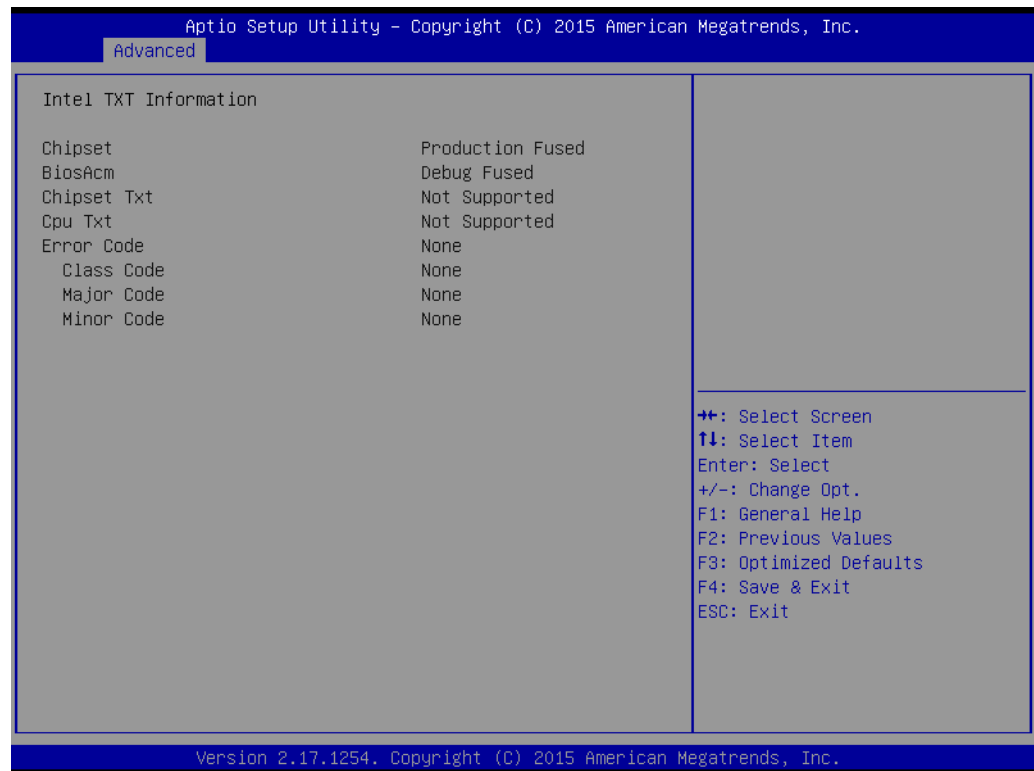 Aptio Setup Utility – Copyright (C) 2015 American Megatrends, Inc.
Advanced
Intel TXT Information
Chipset Production Fused
BiosAcm Debug Fused
Chipset Txt Not Supported
Cpu Txt Not Supported
Error Code None
Class Code None
Major Code None
Minor Code None
→←: Select Screen
↑↓: Select Item
Enter: Select
+/-: Change Opt.
F1: General Help
F2: Previous Values
F3: Optimized Defaults
F4: Save & Exit
ESC: Exit
Version 2.17.1254. Copyright (C) 2015 American Megatrends, Inc.